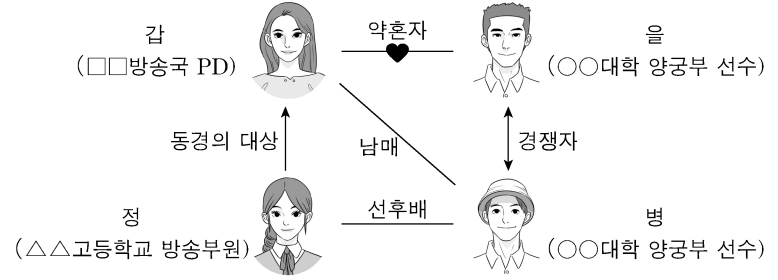 갑
(□□방송국 PD)
약혼자
을
(○○대학 양궁부 선수)
동경의 대상
남매
경쟁자
정
(△△고등학교 방송부원)
선후배
병
(○○대학 양궁부 선수)